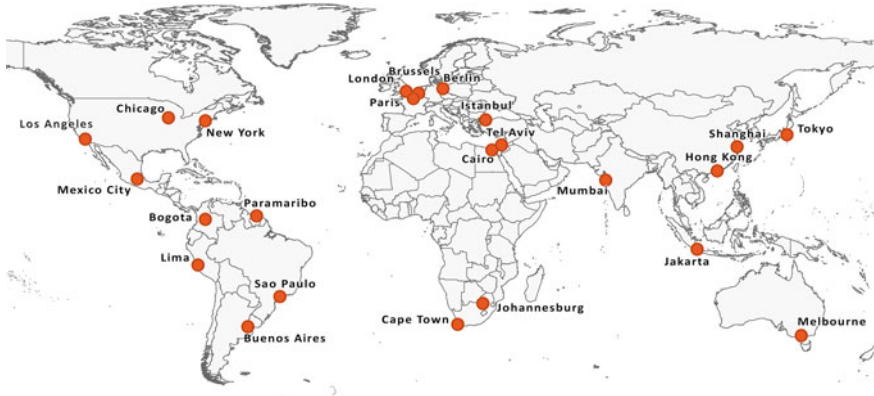 Brussels
London
Berlin
Paris
Istanbul
Chicago
Los Angeles
New York
Tel Aviv
Cairo
Shanghai
Tokyo
Hong Kong
Mumbai
Mexico City
Paramaribo
Bogota
Lima
Jakarta
Sao Paulo
Johannesburg
Cape Town
Melbourne
Buenos Aires